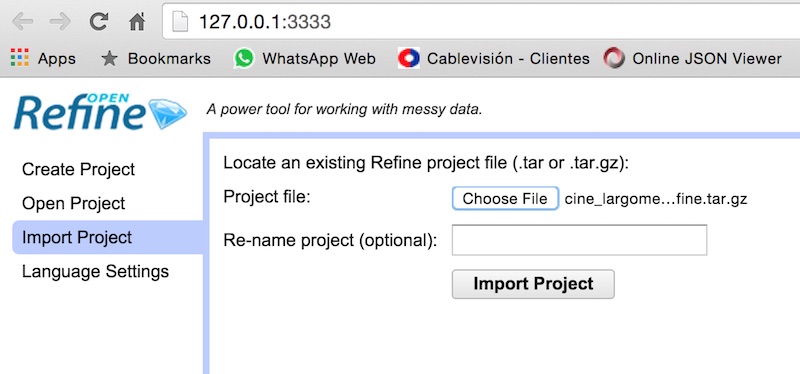 127.0.0.1:3333
Apps Bookmarks WhatsApp Web Cablevisión - Clientes Online JSON Viewer
OPEN
Refine A power tool for working with messy data.
Create Project
Open Project
Import Project
Language Settings
Locate an existing Refine project file (.tar or .tar.gz):
Project file: Choose File cine_largome...fine.tar.gz
Re-name project (optional):
Import Project